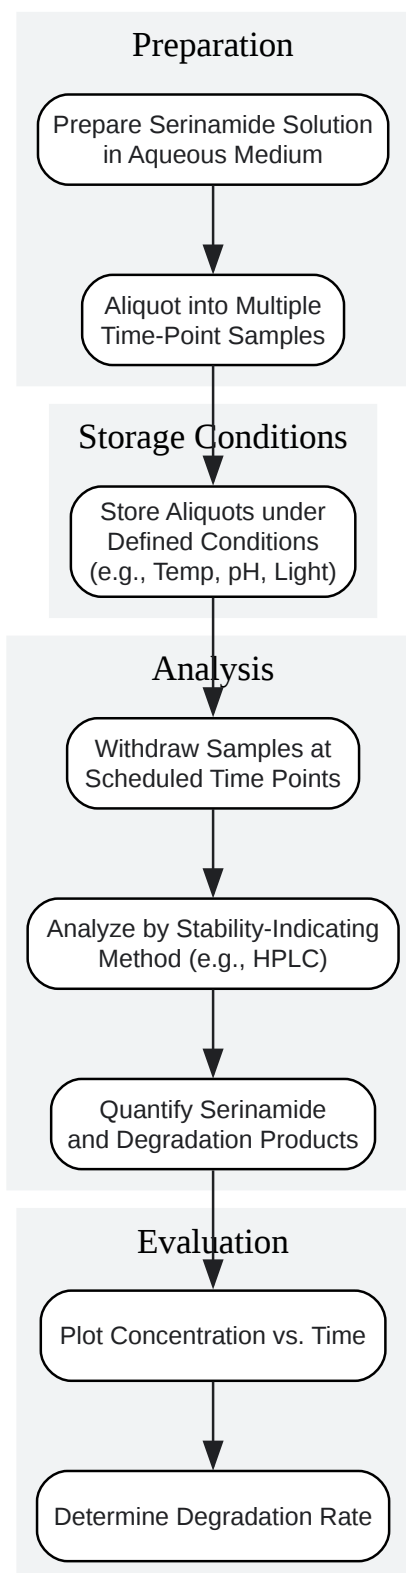 Preparation
Prepare Serinamide Solution
in Aqueous Medium
Aliquot into Multiple
Time-Point Samples
Storage Conditions
Store Aliquots under
Defined Conditions
(e.g., Temp, pH, Light)
Analysis
Withdraw Samples at
Scheduled Time Points
Analyze by Stability-Indicating
Method (e.g., HPLC)
Quantify Serinamide
and Degradation Products
Evaluation
Plot Concentration vs. Time
Determine Degradation Rate